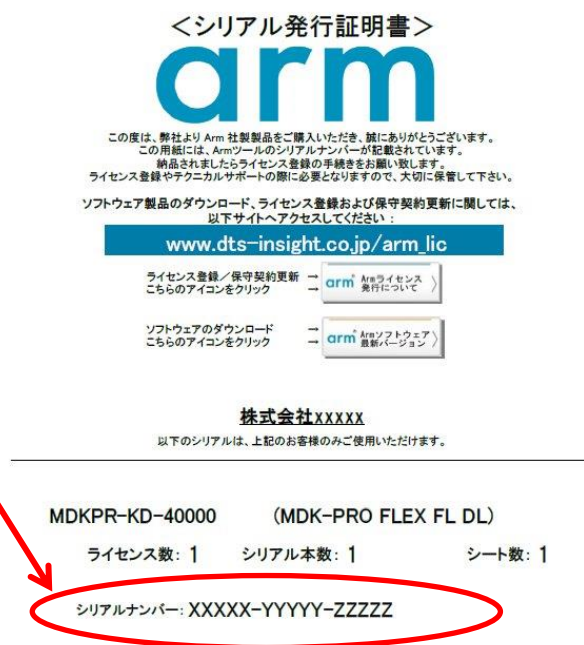 ＜シリアル発行証明書＞
arm
この度は、弊社より Arm 社製製品をご購入いただき、誠にありがとうございます。
この用紙には、Armツールのシリアルナンバーが記載されています。
納品されましたらライセンス登録の手続きをお願い致します。
ライセンス登録やテクニカルサポートの際に必要となりますので、大切に保管して下さい。
ソフトウェア製品のダウンロード、ライセンス登録および保守契約更新に関しては、
以下サイトへアクセスしてください：
www.dts-insight.co.jp/arm_lic
ライセンス登録／保守契約更新 → arm Armライセンス
こちらのアイコンをクリック → 発行について
ソフトウェアのダウンロード → arm Armソフトウェア
こちらのアイコンをクリック → 最新バージョン
株式会社xxxxx
以下のシリアルは、上記のお客様のみご使用いただけます。
MDKPR-KD-40000 (MDK-PRO FLEX FL DL)
ライセンス数: 1 シリアル本数: 1 シート数: 1
シリアルナンバー: XXXXX-YYYYY-ZZZZZ